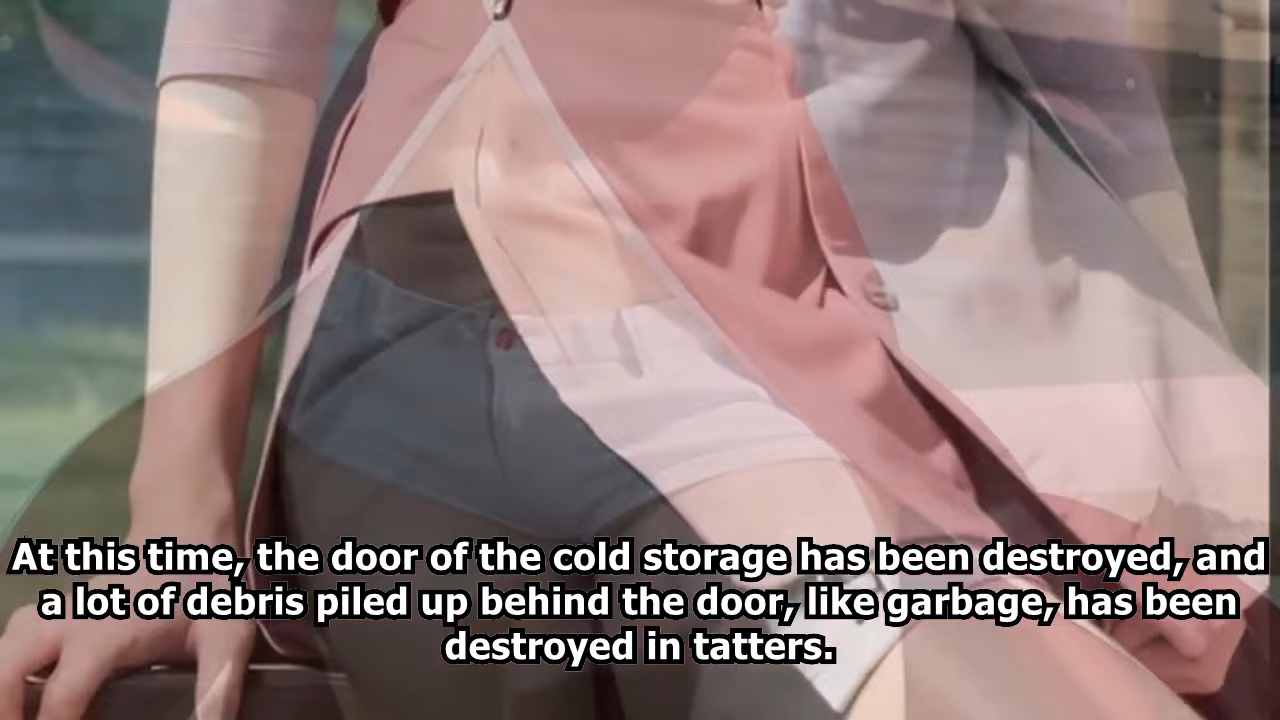 At this time, the door of the cold storage has been destroyed, and
a lot of debris piled up behind the door, like garbage, has been
destroyed in tatters.